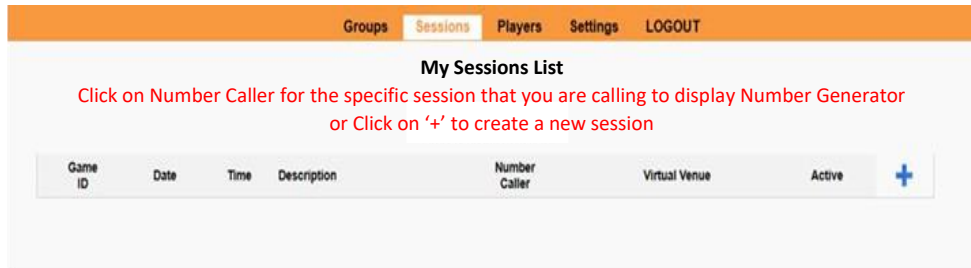 Groups Sessions Players Settings LOGOUT
My Sessions List
Click on Number Caller for the specific session that you are calling to display Number Generator
or Click on ‘+’ to create a new session
Game ID Date Time Description Number Caller Virtual Venue Active +